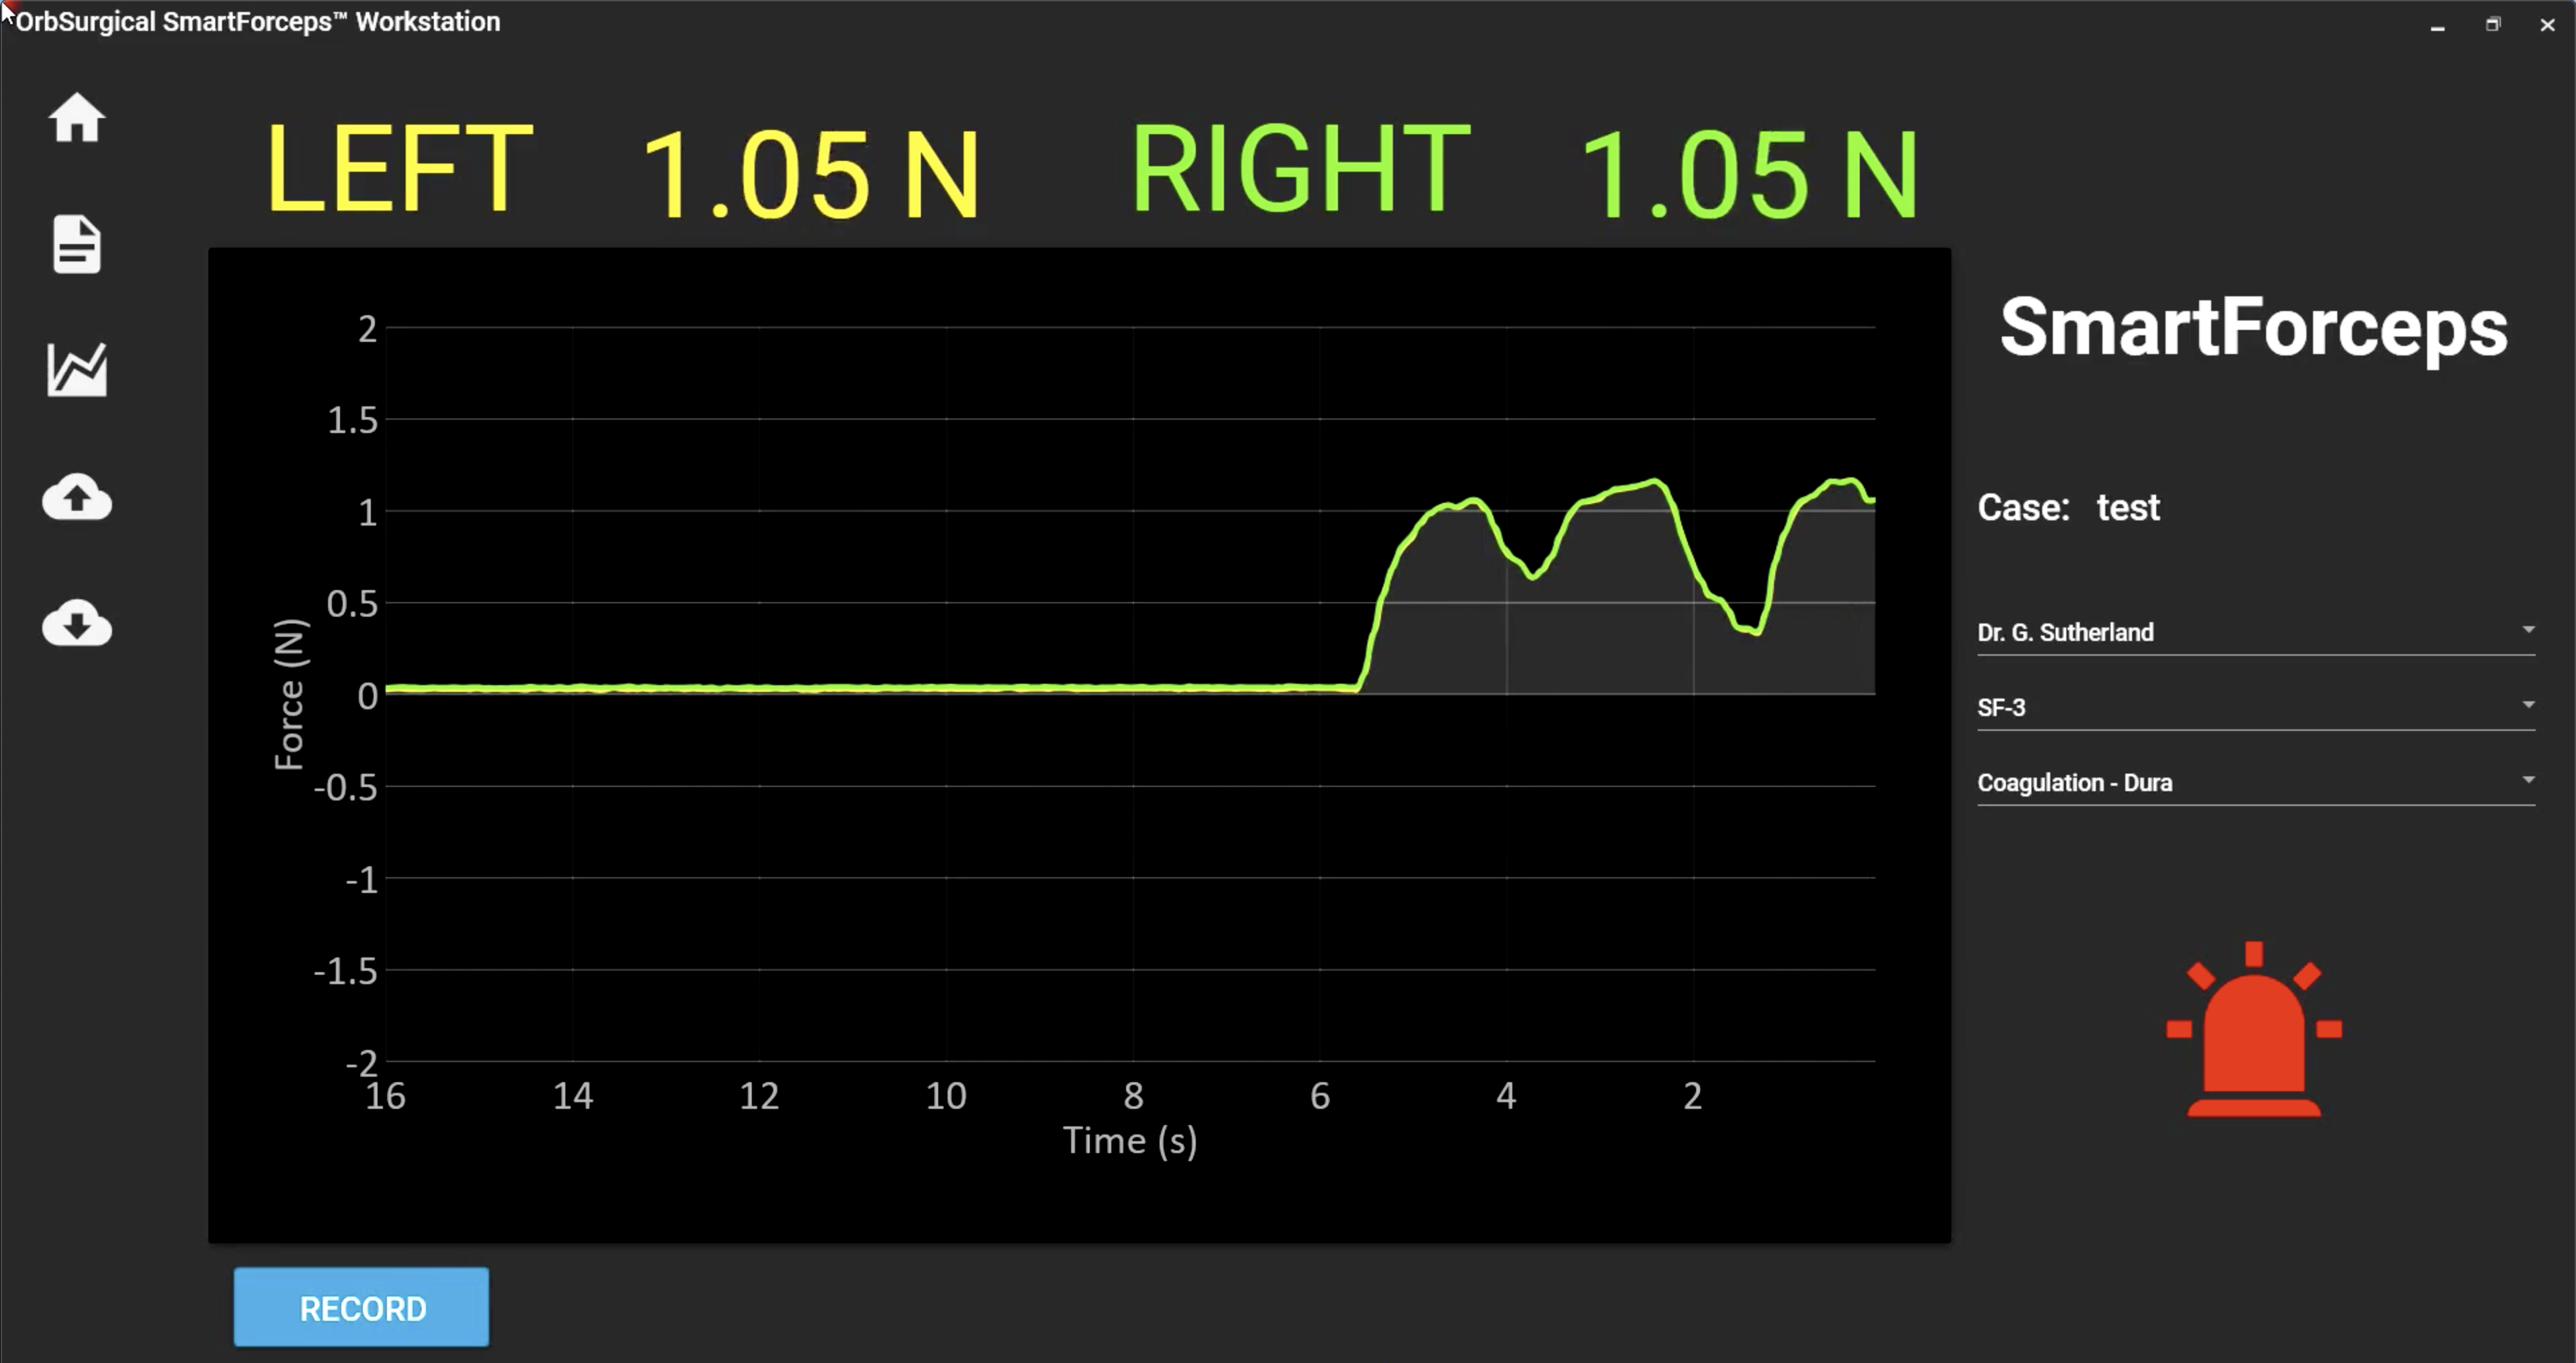 OrbSurgical SmartForceps™ Workstation
LEFT 1.05 N RIGHT 1.05 N
SmartForceps
Case: test
Dr. G. Sutherland
SF-3
Coagulation - Dura
2
1.5
1
0.5
0
-0.5
-1
-1.5
-2
Force (N)
16 14 12 10 8 6 4 2
Time (s)
RECORD